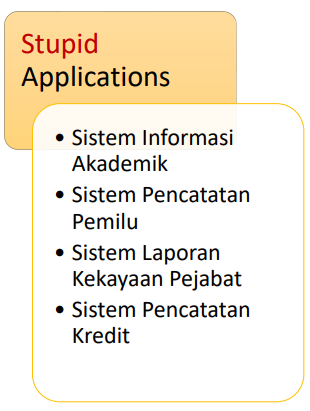 Stupid
Applications
• Sistem Informasi
Akademik
• Sistem Pencatatan
Pemilu
• Sistem Laporan
Kekayaan Pejabat
• Sistem Pencatatan
Kredit